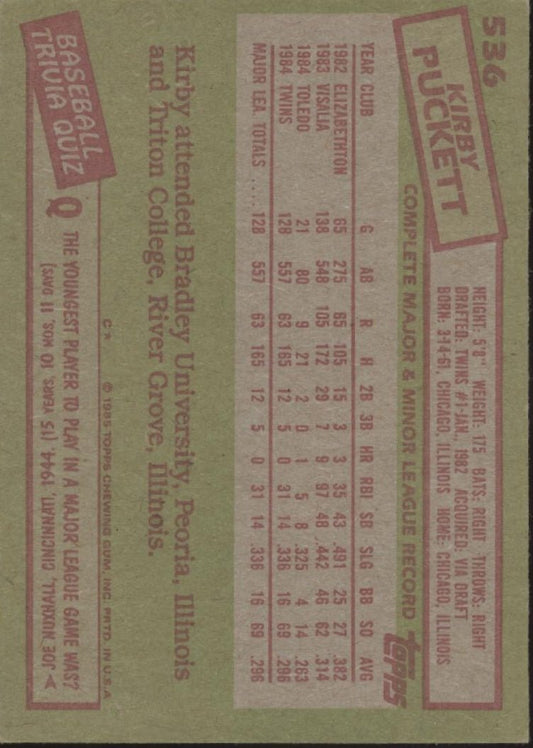 536
KIRBY
PUCKETT
HEIGHT: 5'8" WEIGHT: 175 BATS: RIGHT THROWS: RIGHT
DRAFTED: TWINS #1-JAN., 1982 ACQUIRED: VIA DRAFT
BORN: 3-14-61, CHICAGO, ILLINOIS HOME: CHICAGO, ILLINOIS
COMPLETE MAJOR & MINOR LEAGUE RECORD
topps
YEAR CLUB G AB R H 2B 3B HR RBI SB SLG BB SO AVG
1982 ELIZABETHTON 65 275 65 105 15 3 3 35 43 .491 25 27 .382
1983 VISALIA 138 548 105 172 29 7 9 97 48 .442 46 62 .314
1984 TOLEDO 21 80 9 21 2 0 1 5 8 .325 4 14 .263
1984 TWINS 128 557 63 165 12 5 0 31 14 .336 16 69 .296
MAJOR LEA. TOTALS ..... 128 557 63 165 12 5 0 31 14 .336 16 69 .296
Kirby attended Bradley University, Peoria, Illinois
and Triton College, River Grove, Illinois.
C* © 1985 TOPPS CHEWING GUM, INC. PRTD. IN U.S.A.
BASEBALL
TRIVIA QUIZ
Q THE YOUNGEST PLAYER TO PLAY IN A MAJOR LEAGUE GAME WAS?
A JOE NUXHALL, CINCINNATI, 1944. (15 YEARS, 10 MOS., 11 DAYS)